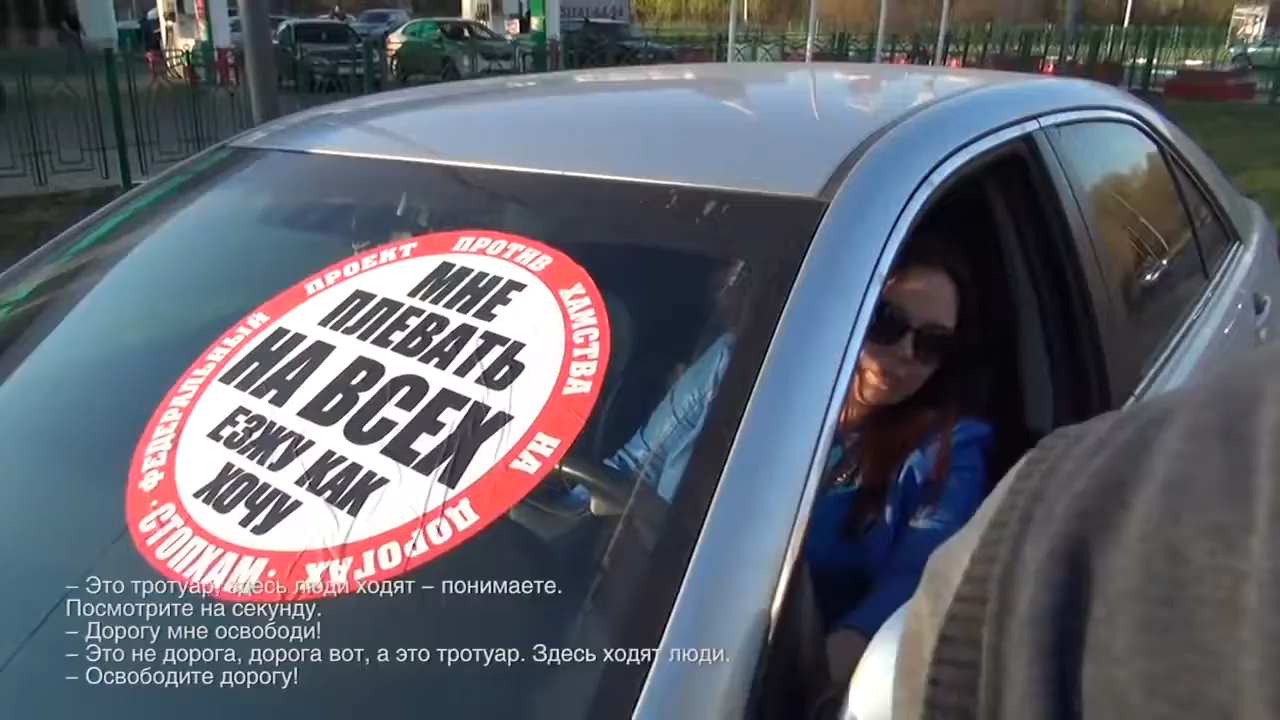 ФЕДЕРАЛЬНЫЙ ПРОЕКТ ПРОТИВ ХАМСТВА НА ДОРОГАХ
·СТОПХАМ·
МНЕ
ПЛЕВАТЬ
НА ВСЕХ
ЕЗЖУ КАК
ХОЧУ
– Это тротуар, здесь люди ходят – понимаете.
Посмотрите на секунду.
– Дорогу мне освободи!
– Это не дорога, дорога вот, а это тротуар. Здесь ходят люди.
– Освободите дорогу!